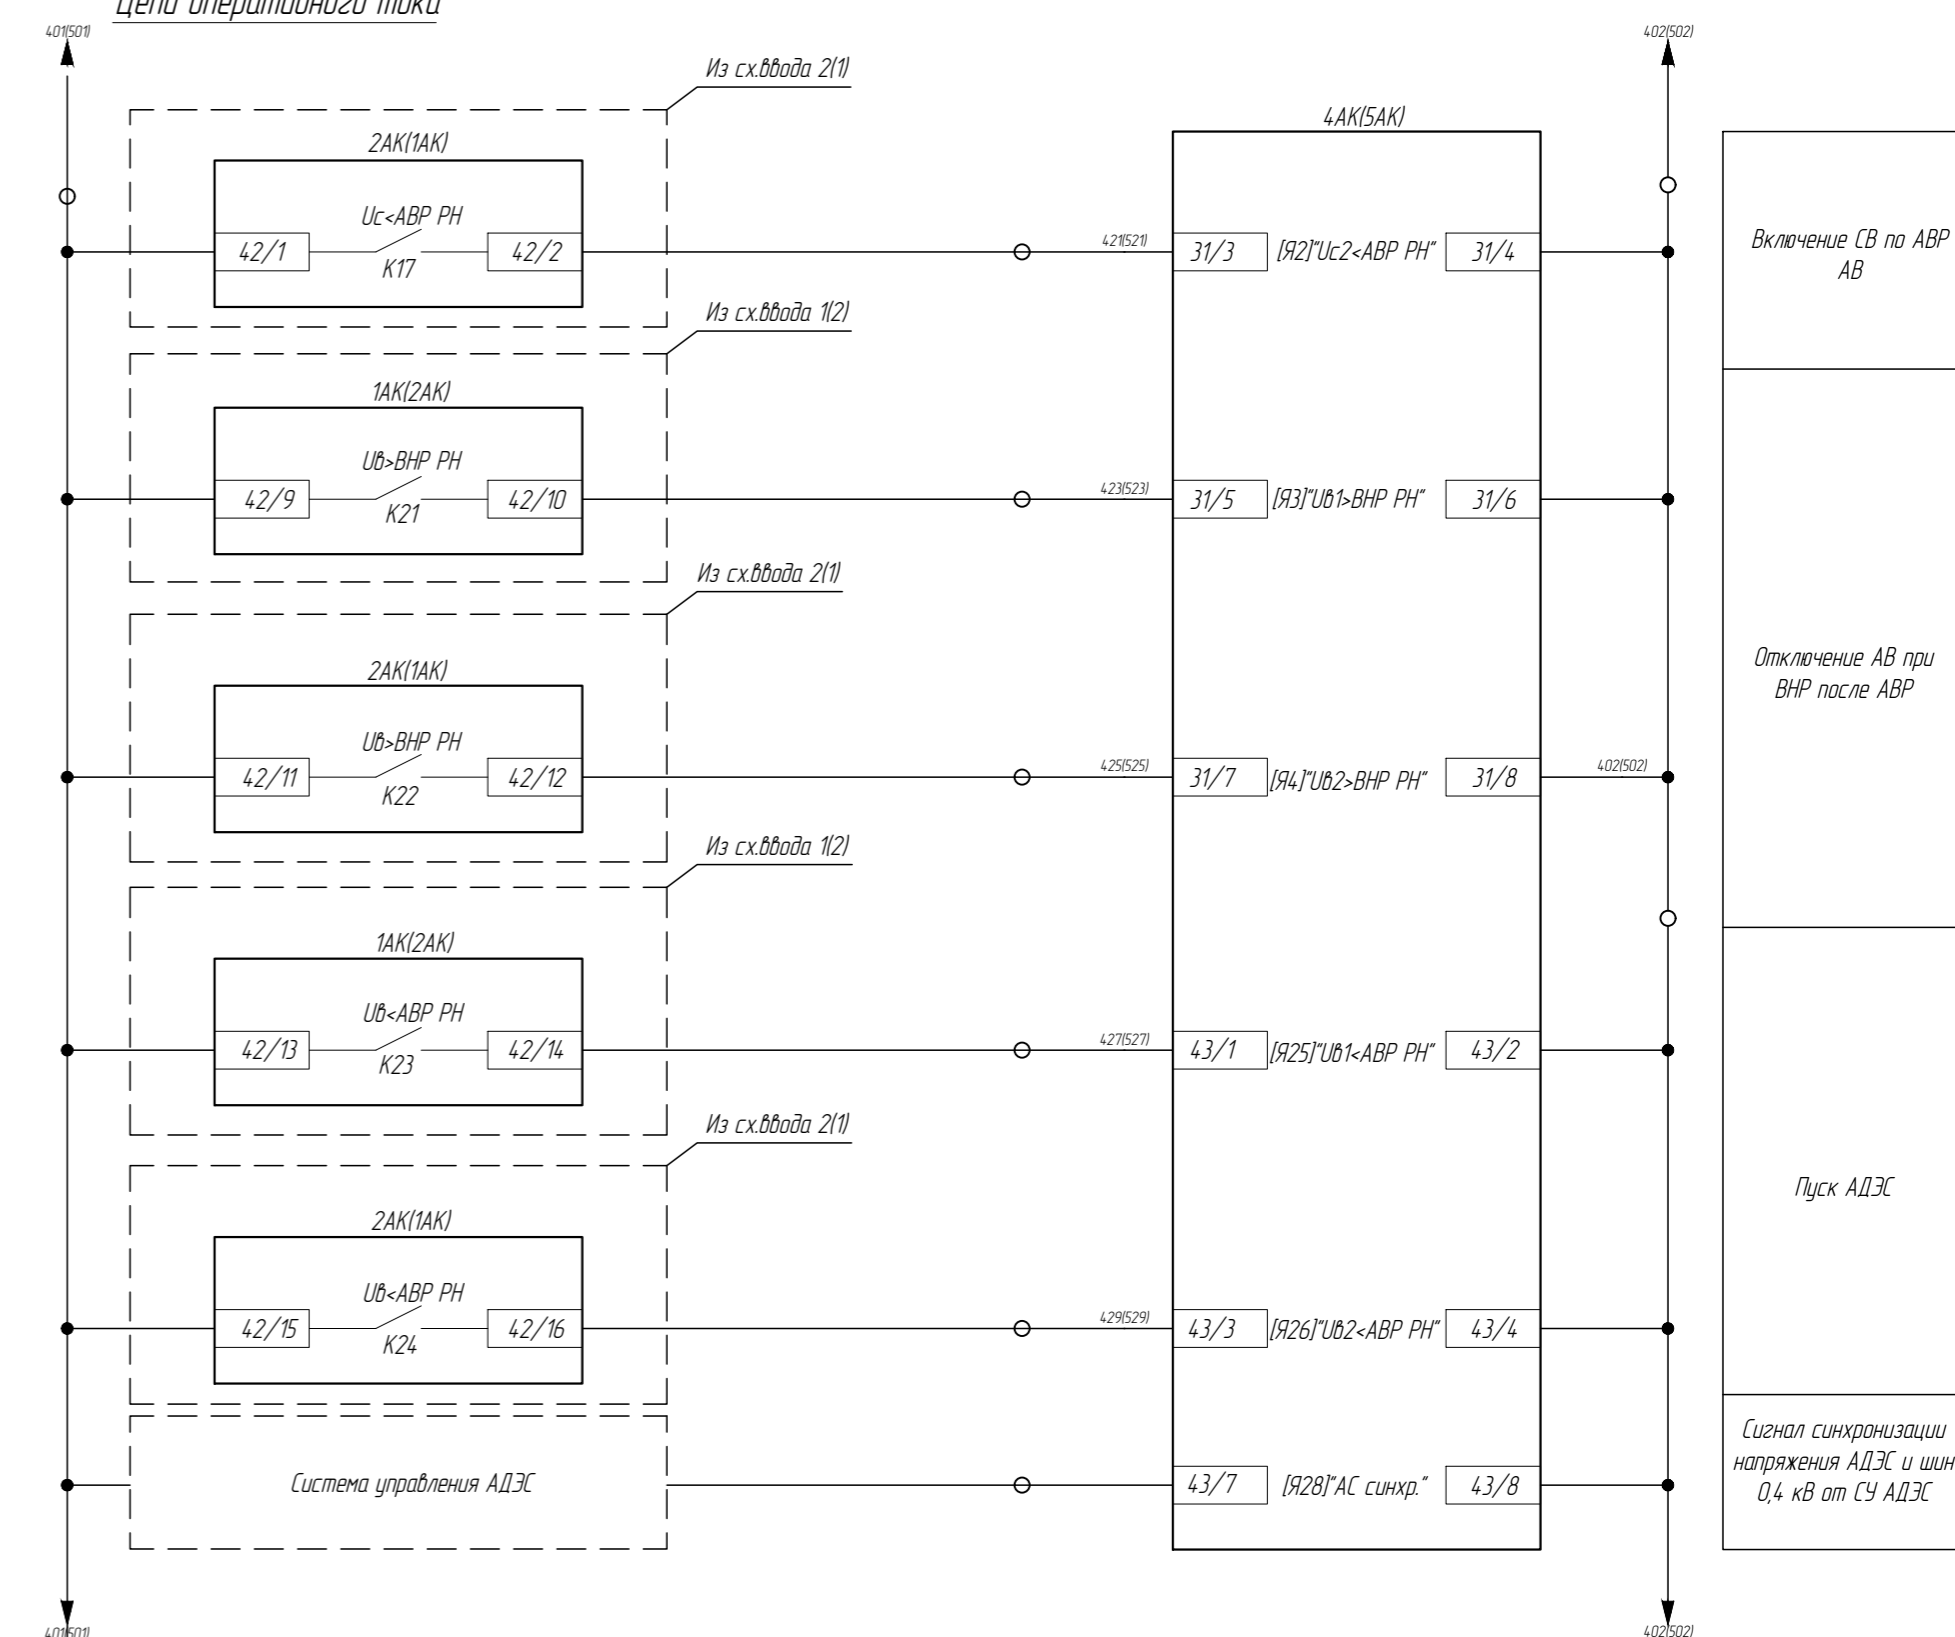 Цепи оперативного тока
401(501)
402(502)
Из сх.ввода 2(1)
2АК(1АК)
4АК(5АК)
Uс<АВР РН
42/1
К17
42/2
421(521)
31/3
[Я2]"Uс2<АВР РН"
31/4
Включение СВ по АВР
АВ
Из сх.ввода 1(2)
1АК(2АК)
Uв>ВНР РН
42/9
К21
42/10
423(523)
31/5
[Я3]"Uв1>ВНР РН"
31/6
Из сх.ввода 2(1)
2АК(1АК)
Uв>ВНР РН
42/11
К22
42/12
425(525)
31/7
[Я4]"Uв2>ВНР РН"
31/8
402(502)
Отключение АВ при
ВНР после АВР
Из сх.ввода 1(2)
1АК(2АК)
Uв<АВР РН
42/13
К23
42/14
427(527)
43/1
[Я25]"Uв1<АВР РН"
43/2
Из сх.ввода 2(1)
2АК(1АК)
Uв<АВР РН
42/15
К24
42/16
429(529)
43/3
[Я26]"Uв2<АВР РН"
43/4
Пуск АДЭС
Система управления АДЭС
43/7
[Я28]"АС синхр."
43/8
Сигнал синхронизации
напряжения АДЭС и шин
0,4 кВ от СУ АДЭС
401(501)
402(502)